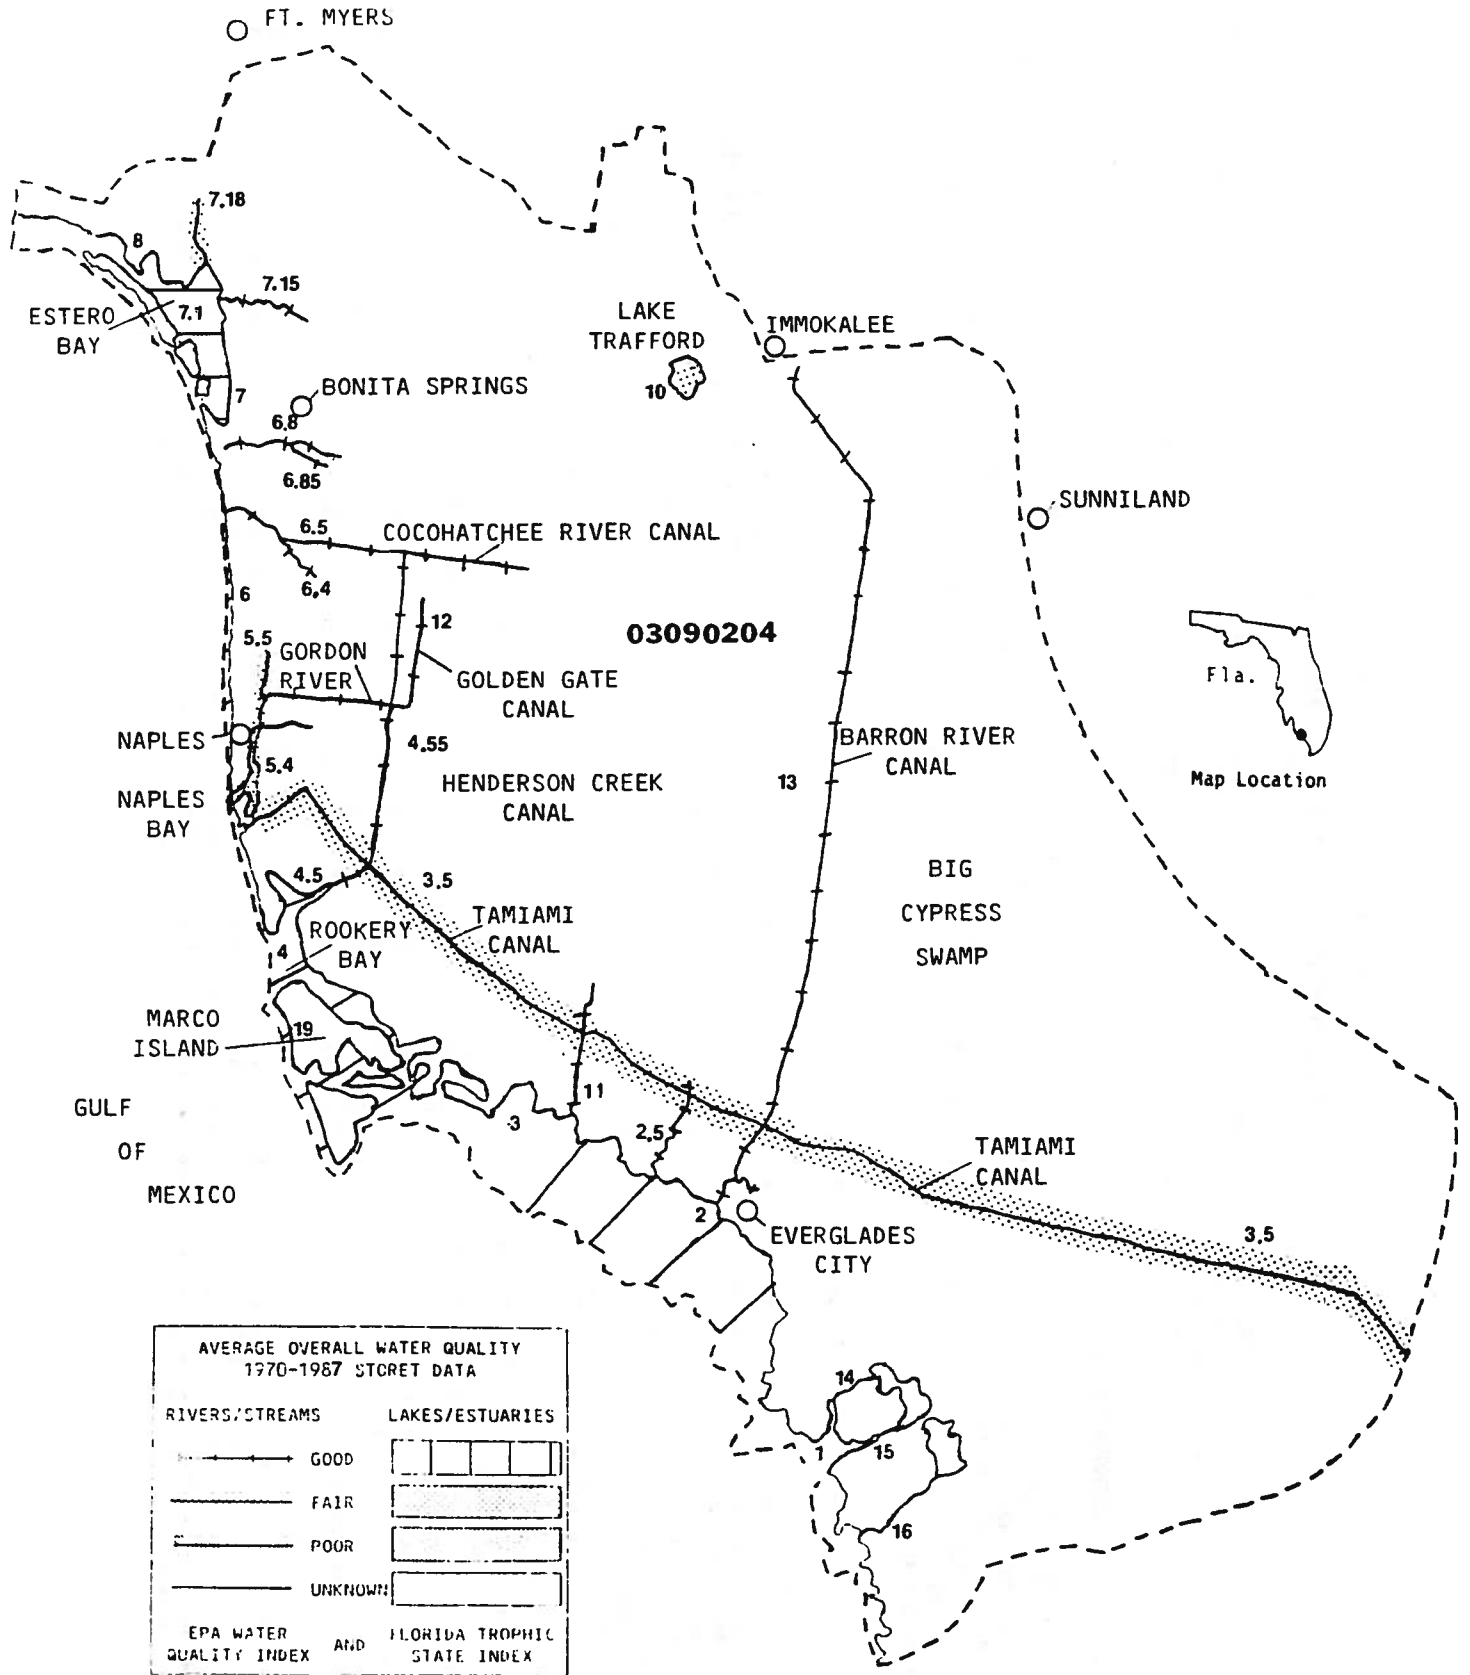 FT. MYERS
7.18
8
7.15
ESTERO
BAY
7.1
LAKE
TRAFFORD
IMMOKALEE
10
7
BONITA SPRINGS
6.8
6.85
SUNNILAND
6.5
COCOHATCHEE RIVER CANAL
6.4
6
12
03090204
5.5
GORDON
RIVER
GOLDEN GATE
CANAL
Fla.
Map Location
NAPLES
4.55
BARRON RIVER
CANAL
5.4
HENDERSON CREEK
CANAL
13
NAPLES
BAY
BIG
CYPRESS
SWAMP
4.5
3.5
TAMIAMI
CANAL
ROOKERY
BAY
4
MARCO
ISLAND
19
GULF
OF
MEXICO
3
11
2.5
TAMIAMI
CANAL
2
EVERGLADES
CITY
3.5
14
1
15
16
AVERAGE OVERALL WATER QUALITY
1970-1987 STORET DATA
RIVERS/STREAMS LAKES/ESTUARIES
GOOD
FAIR
POOR
UNKNOWN
EPA WATER
QUALITY INDEX
AND
FLORIDA TROPHIC
STATE INDEX